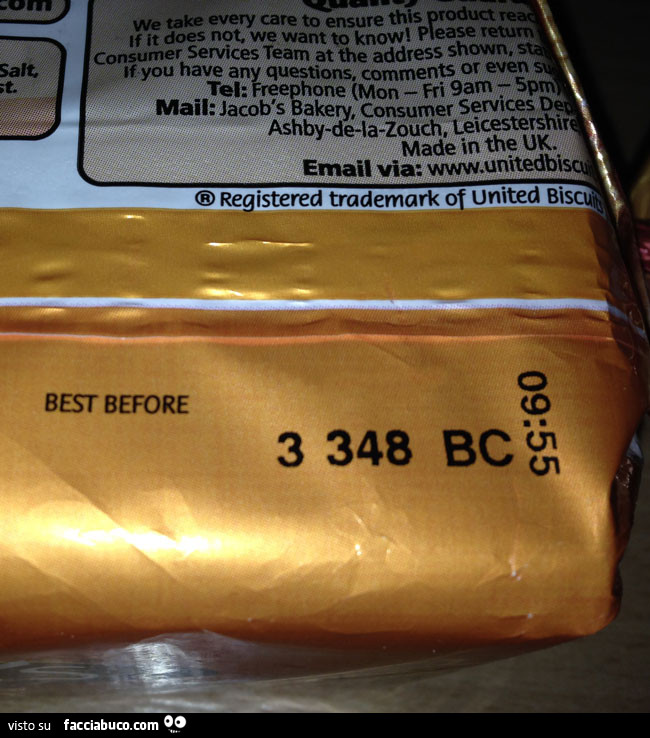 com
Salt,
st.
We take every care to ensure this product
If it does not, we want to know! Please return
Consumer Services Team at the address shown,
If you have any questions, comments or even
Tel: Freephone (Mon – Fri 9am – 5pm)
Mail: Jacob's Bakery, Consumer Services
Ashby-de-la-Zouch, Leicestershire
Made in the UK.
Email via: www.unitedbiscu
® Registered trademark of United Biscuits
BEST BEFORE
3 348 BC
09:55
visto su facciabuco.com